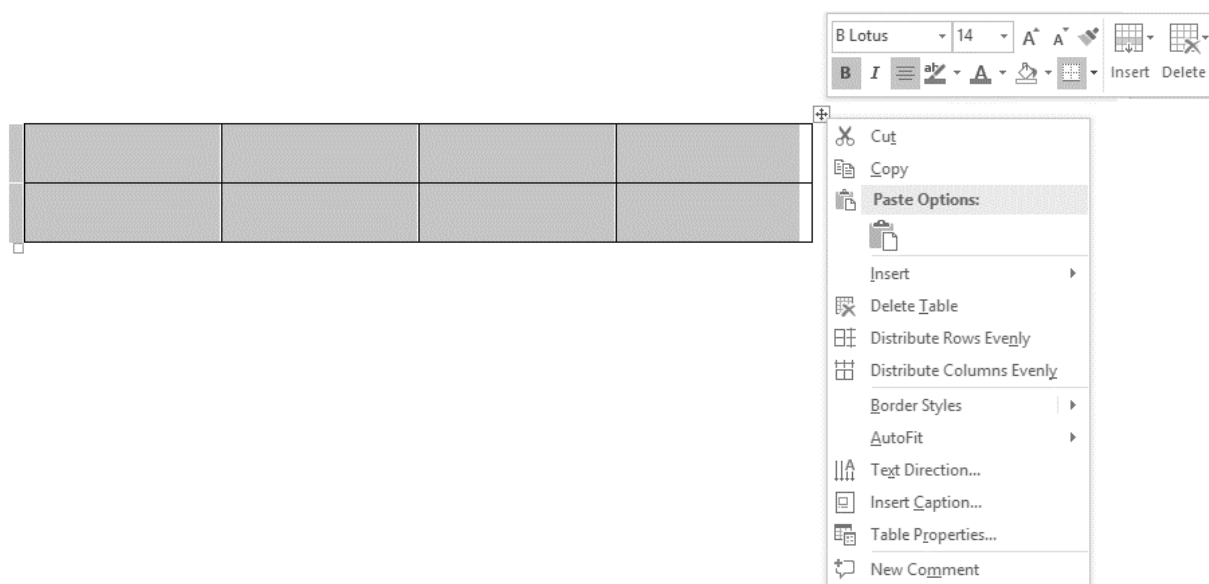 B Lotus 14 A A
B I ab A Insert Delete
Cut
Copy
Paste Options:
Insert
Delete Table
Distribute Rows Evenly
Distribute Columns Evenly
Border Styles
AutoFit
Text Direction...
Insert Caption...
Table Properties...
New Comment